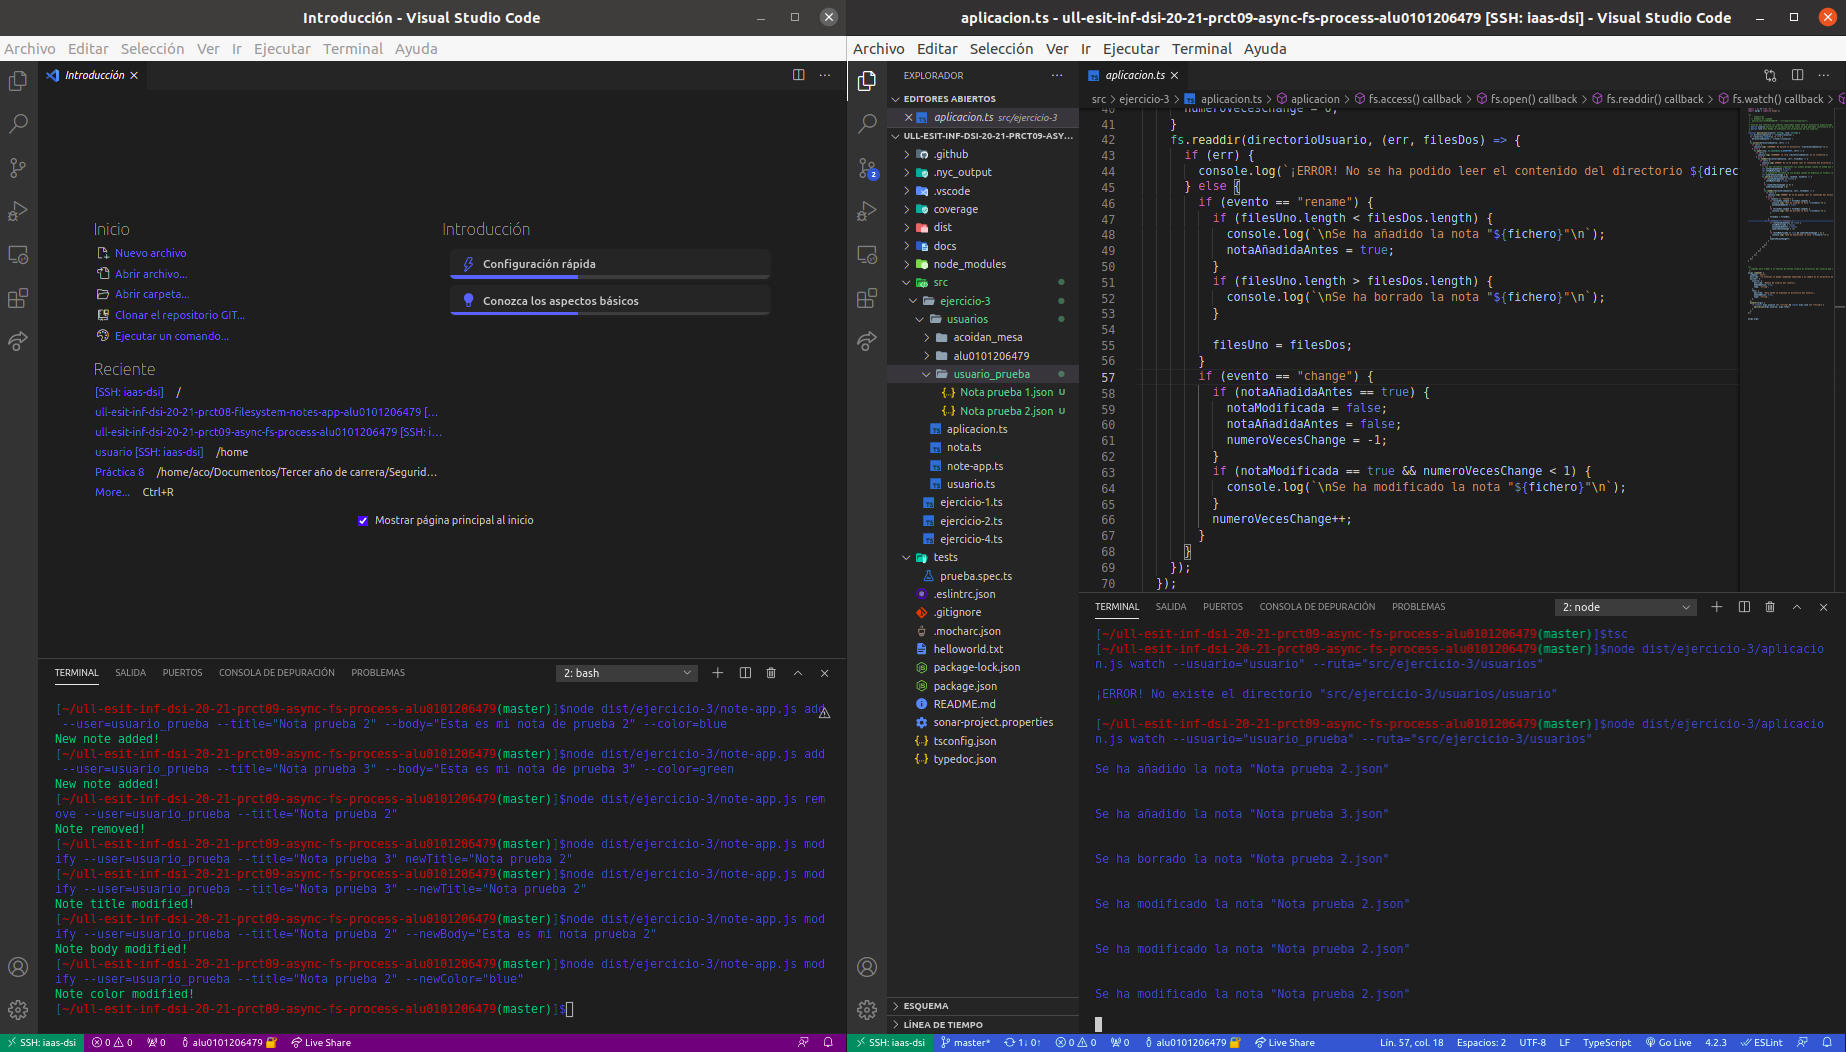 Introducción - Visual Studio Code
Archivo Editar Selección Ver Ir Ejecutar Terminal Ayuda
Introducción
Inicio
Nuevo archivo
Abrir archivo...
Abrir carpeta...
Clonar el repositorio GIT...
Ejecutar un comando...
Reciente
[SSH: iaas-dsi] /
ull-esit-inf-dsi-20-21-prct08-filesystem-notes-app-alu0101206479 [...
ull-esit-inf-dsi-20-21-prct09-async-fs-process-alu0101206479 [SSH: i...
usuario [SSH: iaas-dsi] /home
Práctica 8 /home/aco/Documentos/Tercer año de carrera/Segurid...
More... Ctrl+R
Introducción
Configuración rápida
Conozca los aspectos básicos
Mostrar página principal al inicio
TERMINAL SALIDA PUERTOS CONSOLA DE DEPURACIÓN PROBLEMAS 2: bash
[~/ull-esit-inf-dsi-20-21-prct09-async-fs-process-alu0101206479(master)]$node dist/ejercicio-3/note-app.js add
--user=usuario_prueba --title="Nota prueba 2" --body="Esta es mi nota de prueba 2" --color=blue
New note added!
[~/ull-esit-inf-dsi-20-21-prct09-async-fs-process-alu0101206479(master)]$node dist/ejercicio-3/note-app.js add
--user=usuario_prueba --title="Nota prueba 3" --body="Esta es mi nota de prueba 3" --color=green
New note added!
[~/ull-esit-inf-dsi-20-21-prct09-async-fs-process-alu0101206479(master)]$node dist/ejercicio-3/note-app.js rem
ove --user=usuario_prueba --title="Nota prueba 2"
Note removed!
[~/ull-esit-inf-dsi-20-21-prct09-async-fs-process-alu0101206479(master)]$node dist/ejercicio-3/note-app.js mod
ify --user=usuario_prueba --title="Nota prueba 3" newTitle="Nota prueba 2"
[~/ull-esit-inf-dsi-20-21-prct09-async-fs-process-alu0101206479(master)]$node dist/ejercicio-3/note-app.js mod
ify --user=usuario_prueba --title="Nota prueba 3" --newTitle="Nota prueba 2"
Note title modified!
[~/ull-esit-inf-dsi-20-21-prct09-async-fs-process-alu0101206479(master)]$node dist/ejercicio-3/note-app.js mod
ify --user=usuario_prueba --title="Nota prueba 2" --newBody="Esta es mi nota prueba 2"
Note body modified!
[~/ull-esit-inf-dsi-20-21-prct09-async-fs-process-alu0101206479(master)]$node dist/ejercicio-3/note-app.js mod
ify --user=usuario_prueba --title="Nota prueba 2" --newColor="blue"
Note color modified!
[~/ull-esit-inf-dsi-20-21-prct09-async-fs-process-alu0101206479(master)]$
SSH: iaas-dsi 0 0 0 alu0101206479 Live Share
aplicacion.ts - ull-esit-inf-dsi-20-21-prct09-async-fs-process-alu0101206479 [SSH: iaas-dsi] - Visual Studio Code
Archivo Editar Selección Ver Ir Ejecutar Terminal Ayuda
2
EXPLORADOR
EDITORES ABIERTOS
aplicacion.ts src/ejercicio-3
ULL-ESIT-INF-DSI-20-21-PRCT09-ASY...
.github
.nyc_output
.vscode
coverage
dist
docs
node_modules
src
ejercicio-3
usuarios
acoidan_mesa
alu0101206479
usuario_prueba
Nota prueba 1.json U
Nota prueba 2.json U
aplicacion.ts
nota.ts
note-app.ts
usuario.ts
ejercicio-1.ts
ejercicio-2.ts
ejercicio-4.ts
tests
prueba.spec.ts
.eslintrc.json
.gitignore
.mocharc.json
helloworld.txt
package-lock.json
package.json
README.md
sonar-project.properties
tsconfig.json
typedoc.json
ESQUEMA
LÍNEA DE TIEMPO
aplicacion.ts
src > ejercicio-3 > aplicacion.ts > aplicacion > fs.access() callback > fs.open() callback > fs.readdir() callback > fs.watch() callback >
40 numeroVecesChange = 0;
41 }
42 fs.readdir(directorioUsuario, (err, filesDos) => {
43 if (err) {
44 console.log(`¡ERROR! No se ha podido leer el contenido del directorio ${direc
45 } else {
46 if (evento == "rename") {
47 if (filesUno.length < filesDos.length) {
48 console.log(`\nSe ha añadido la nota "${fichero}"\n`);
49 notaAñadidaAntes = true;
50 }
51 if (filesUno.length > filesDos.length) {
52 console.log(`\nSe ha borrado la nota "${fichero}"\n`);
53 }
54
55 filesUno = filesDos;
56 }
57 if (evento == "change") {
58 if (notaAñadidaAntes == true) {
59 notaModificada = false;
60 notaAñadidaAntes = false;
61 numeroVecesChange = -1;
62 }
63 if (notaModificada == true && numeroVecesChange < 1) {
64 console.log(`\nSe ha modificado la nota "${fichero}"\n`);
65 }
66 numeroVecesChange++;
67 }
68 }
69 });
70 });
TERMINAL SALIDA PUERTOS CONSOLA DE DEPURACIÓN PROBLEMAS 2: node
[~/ull-esit-inf-dsi-20-21-prct09-async-fs-process-alu0101206479(master)]$tsc
[~/ull-esit-inf-dsi-20-21-prct09-async-fs-process-alu0101206479(master)]$node dist/ejercicio-3/aplicacio
n.js watch --usuario="usuario" --ruta="src/ejercicio-3/usuarios"
¡ERROR! No existe el directorio "src/ejercicio-3/usuarios/usuario"
[~/ull-esit-inf-dsi-20-21-prct09-async-fs-process-alu0101206479(master)]$node dist/ejercicio-3/aplicacio
n.js watch --usuario="usuario_prueba" --ruta="src/ejercicio-3/usuarios"
Se ha añadido la nota "Nota prueba 2.json"
Se ha añadido la nota "Nota prueba 3.json"
Se ha borrado la nota "Nota prueba 2.json"
Se ha modificado la nota "Nota prueba 2.json"
Se ha modificado la nota "Nota prueba 2.json"
Se ha modificado la nota "Nota prueba 2.json"
SSH: iaas-dsi master* 1↓ 0↑ 0 0 0 alu0101206479 Live Share Lín. 57, col. 18 Espacios: 2 UTF-8 LF TypeScript Go Live 4.2.3 ESLint